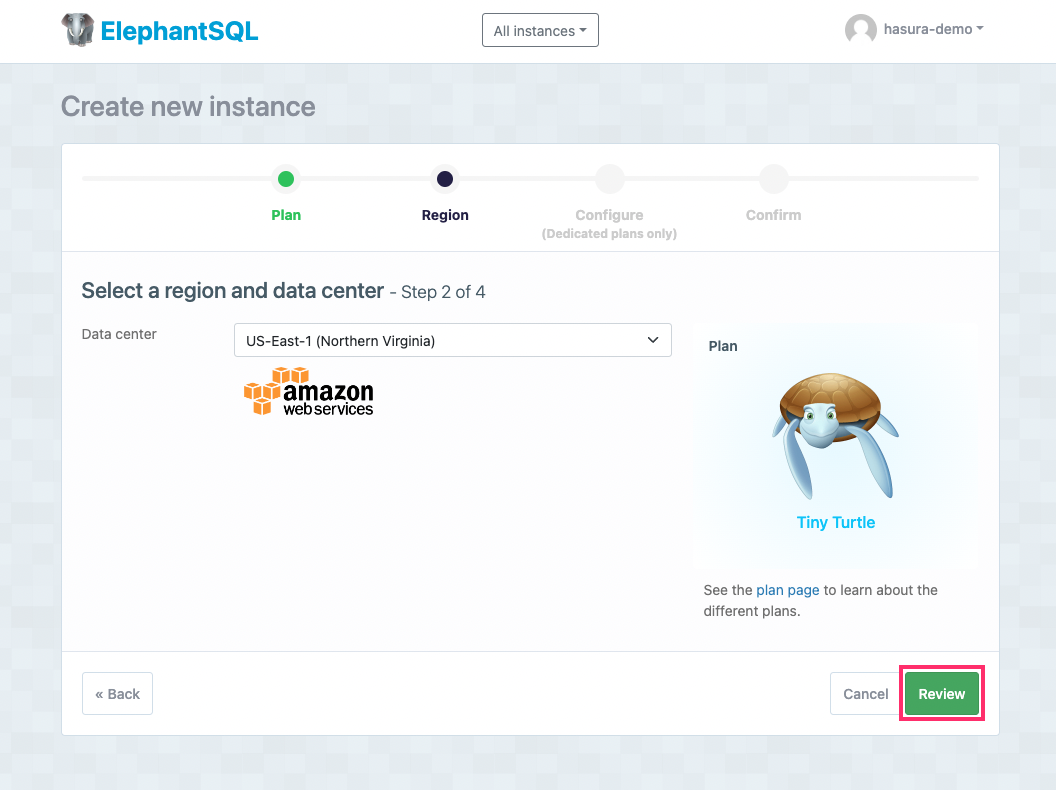 ElephantSQL
All instances
hasura-demo
Create new instance
Plan
Region
Configure
(Dedicated plans only)
Confirm
Select a region and data center - Step 2 of 4
Data center
US-East-1 (Northern Virginia)
amazon
web services
Plan
Tiny Turtle
See the plan page to learn about the
different plans.
« Back
Cancel
Review